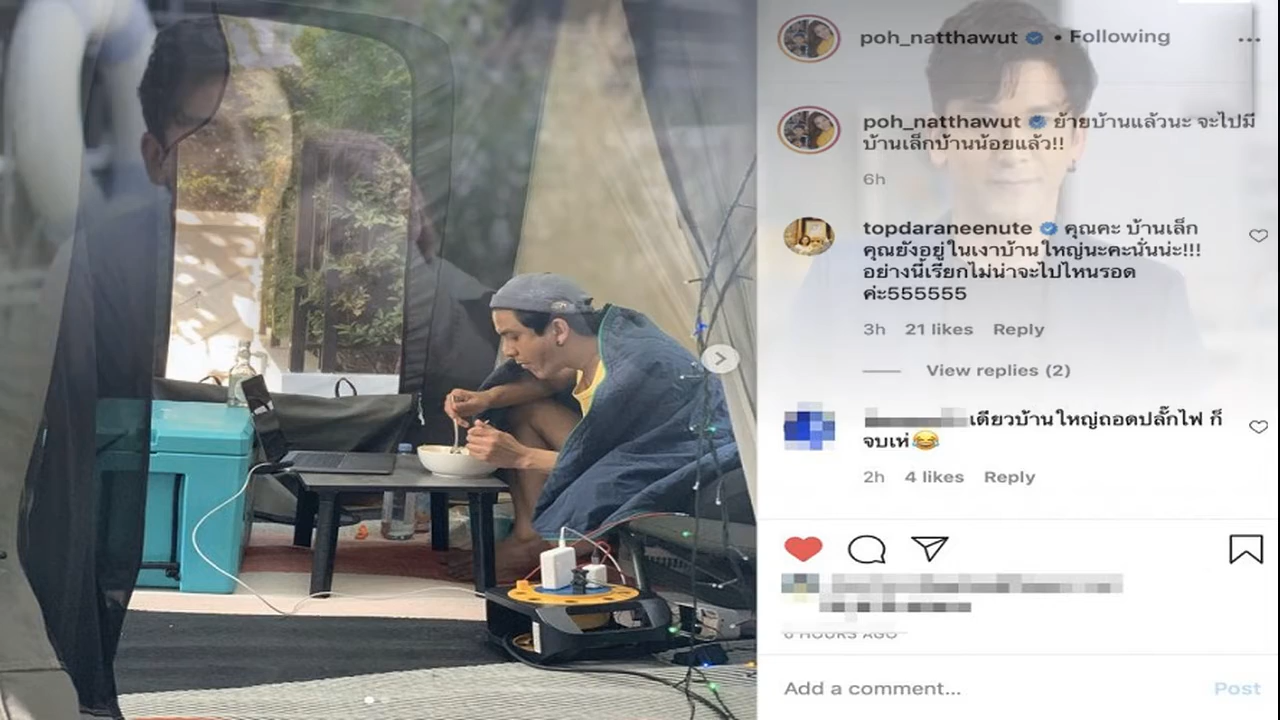 poh_natthawut • Following
poh_natthawut ย้ายบ้านแล้วนะ จะไปมี
บ้านเล็กบ้านน้อยแล้ว!!
6h
topdaraneenute คุณคะ บ้านเล็ก
คุณยังอยู่ในเงาบ้านใหญ่นะคะนั่นน่ะ!!!
อย่างนี้เรียกไม่น่าจะไปไหนรอด
ค่ะ555555
3h 21 likes Reply
View replies (2)
เดียวบ้านใหญ่ถอดปลั๊กไฟ ก็
จบเห่😂
2h 4 likes Reply
6 HOURS AGO
Add a comment... Post